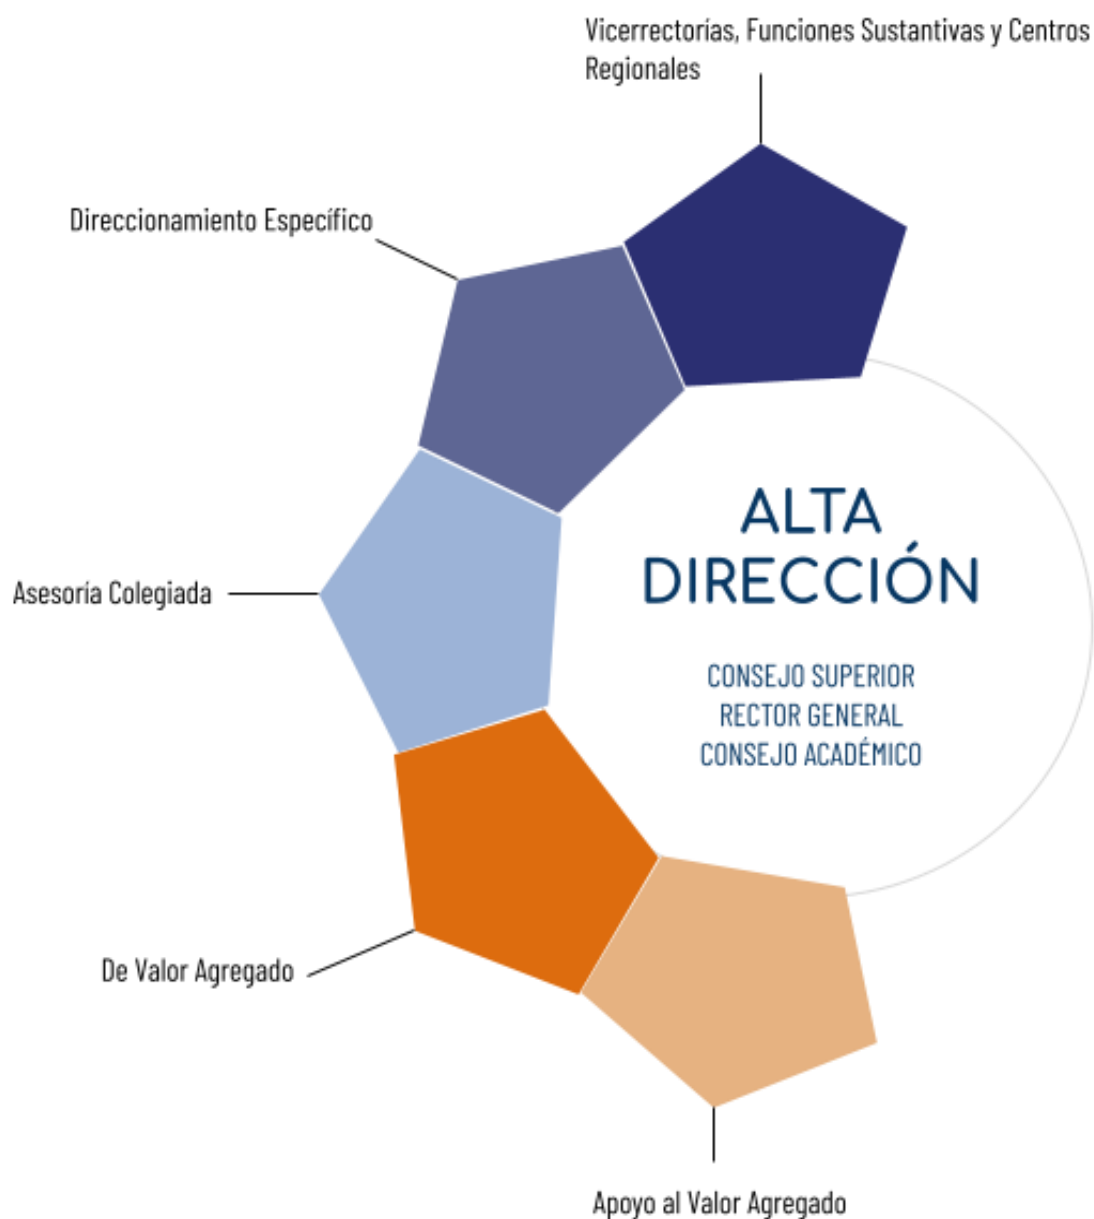 Vicerrectorías, Funciones Sustantivas y Centros
Regionales
Direccionamiento Específico
ALTA
DIRECCIÓN
Asesoría Colegiada
CONSEJO SUPERIOR
RECTOR GENERAL
CONSEJO ACADÉMICO
De Valor Agregado
Apoyo al Valor Agregado